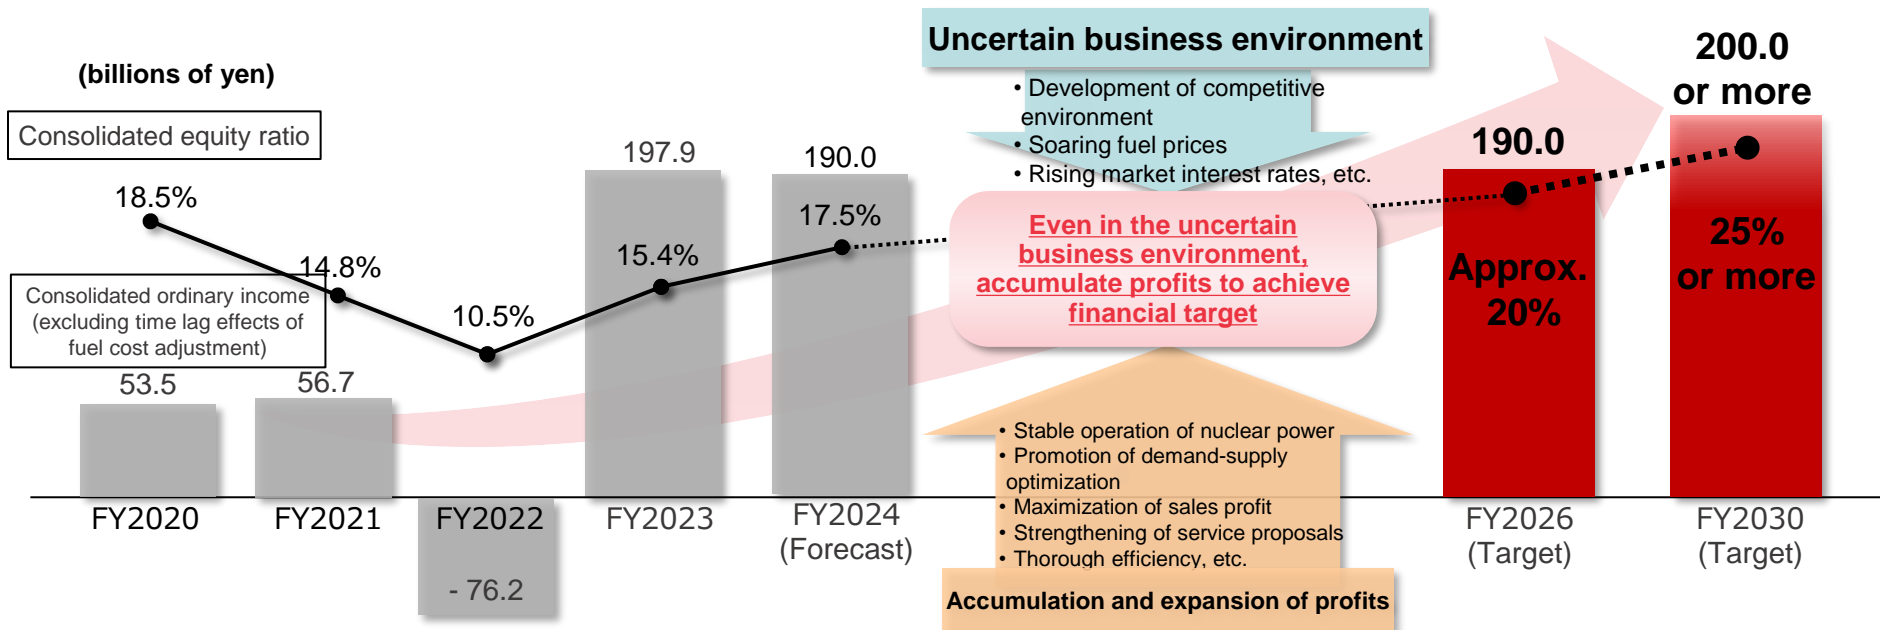 (billions of yen)
Consolidated equity ratio
18.5%
14.8%
10.5%
15.4%
17.5%
Consolidated ordinary income
(excluding time lag effects of
fuel cost adjustment)
53.5
56.7
- 76.2
197.9
190.0
FY2020
FY2021
FY2022
FY2023
FY2024
(Forecast)
Uncertain business environment
• Development of competitive
environment
• Soaring fuel prices
• Rising market interest rates, etc.
Even in the uncertain
business environment,
accumulate profits to achieve
financial target
• Stable operation of nuclear power
• Promotion of demand-supply
optimization
• Maximization of sales profit
• Strengthening of service proposals
• Thorough efficiency, etc.
Accumulation and expansion of profits
190.0
Approx.
20%
FY2026
(Target)
200.0
or more
25%
or more
FY2030
(Target)